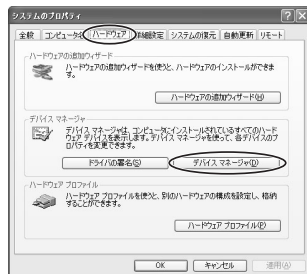 システムのプロパティ
全般 コンピュータ名 ハードウェア 詳細設定 システムの復元 自動更新 リモート
ハードウェアの追加ウィザード
ハードウェアの追加ウィザードを使うと、ハードウェアのインストールができます。
ハードウェアの追加ウィザード(H)
デバイス マネージャ
デバイス マネージャは、コンピュータにインストールされているすべてのハード
ウェア デバイスを表示します。デバイス マネージャを使って、各デバイスのプ
ロパティを変更できます。
ドライバの署名(S) デバイス マネージャ(D)
ハードウェア プロファイル
ハードウェア プロファイルを使うと、別のハードウェアの構成を設定し、格納
することができます。
ハードウェア プロファイル(P)
OK キャンセル 適用(A)